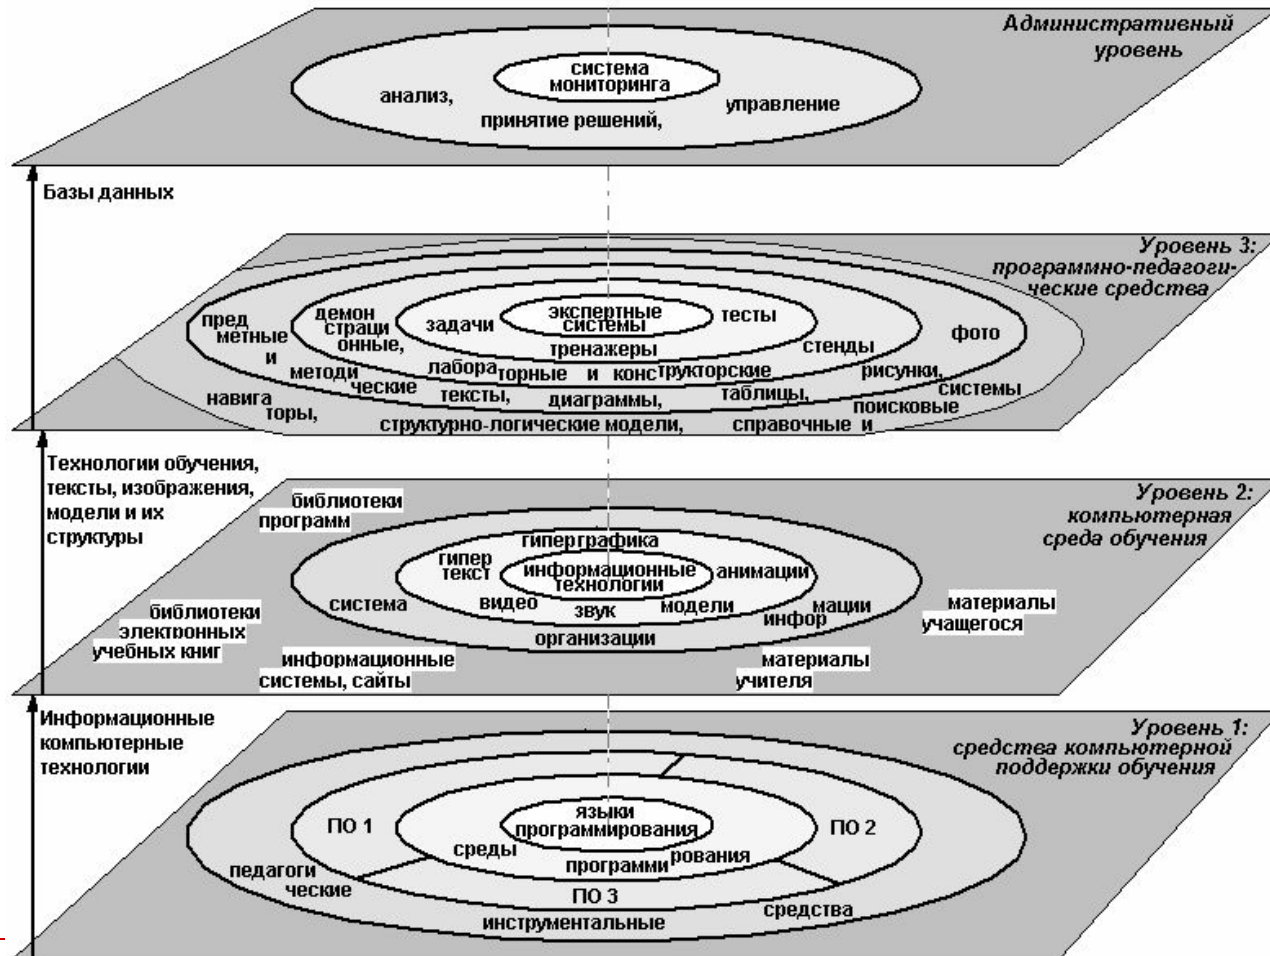 Административный
уровень
система
мониторинга
анализ,
принятие решений,
управление
Базы данных
Уровень 3:
программно-педагоги-
ческие средства
экспертные
системы
задачи
тесты
тренажеры
демон
страци
онные,
лабора
торные и конс
трукторские
стенды
пред
метные
и
методи
ческие
тексты,
диаграммы,
таблицы,
рисунки,
фото
навига
торы,
структурно-логические модели,
справочные и
поисковые
системы
Технологии обучения,
тексты, изображения,
модели и их
структуры
Уровень 2:
компьютерная
среда обучения
библиотеки
программ
гиперграфика
гипер
текст
информационные
технологии
анимации
видео
звук
модели
система
организации
инфор
мации
библиотеки
электронных
учебных книг
информационные
системы, сайты
материалы
учителя
материалы
учащегося
Информационные
компьютерные
технологии
Уровень 1:
средства компьютерной
поддержки обучения
языки
программирования
среды
программи
рования
ПО 1
ПО 2
ПО 3
педагоги
ческие
инструментальные
средства